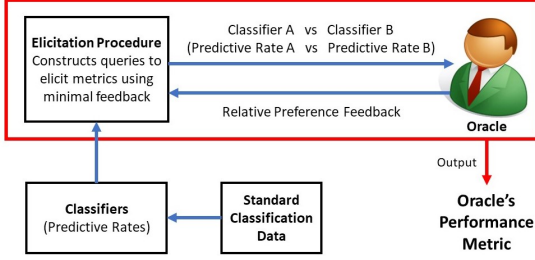 Elicitation Procedure
Constructs queries to
elicit metrics using
minimal feedback
Classifier A vs Classifier B
(Predictive Rate A vs Predictive Rate B)
Relative Preference Feedback
Oracle
Output
Classifiers
(Predictive Rates)
Standard
Classification
Data
Oracle's
Performance
Metric